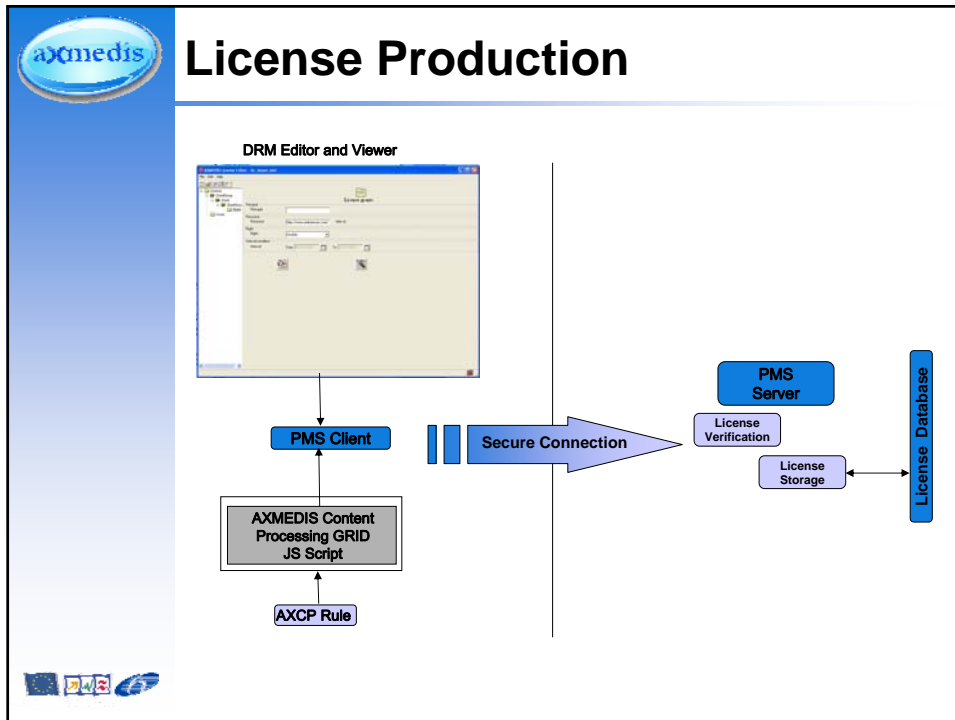 axmedis
License Production
DRM Editor and Viewer
PMS Client
Secure Connection
PMS
Server
License
Verification
License
Storage
License Database
AXMEDIS Content
Processing GRID
JS Script
AXCP Rule